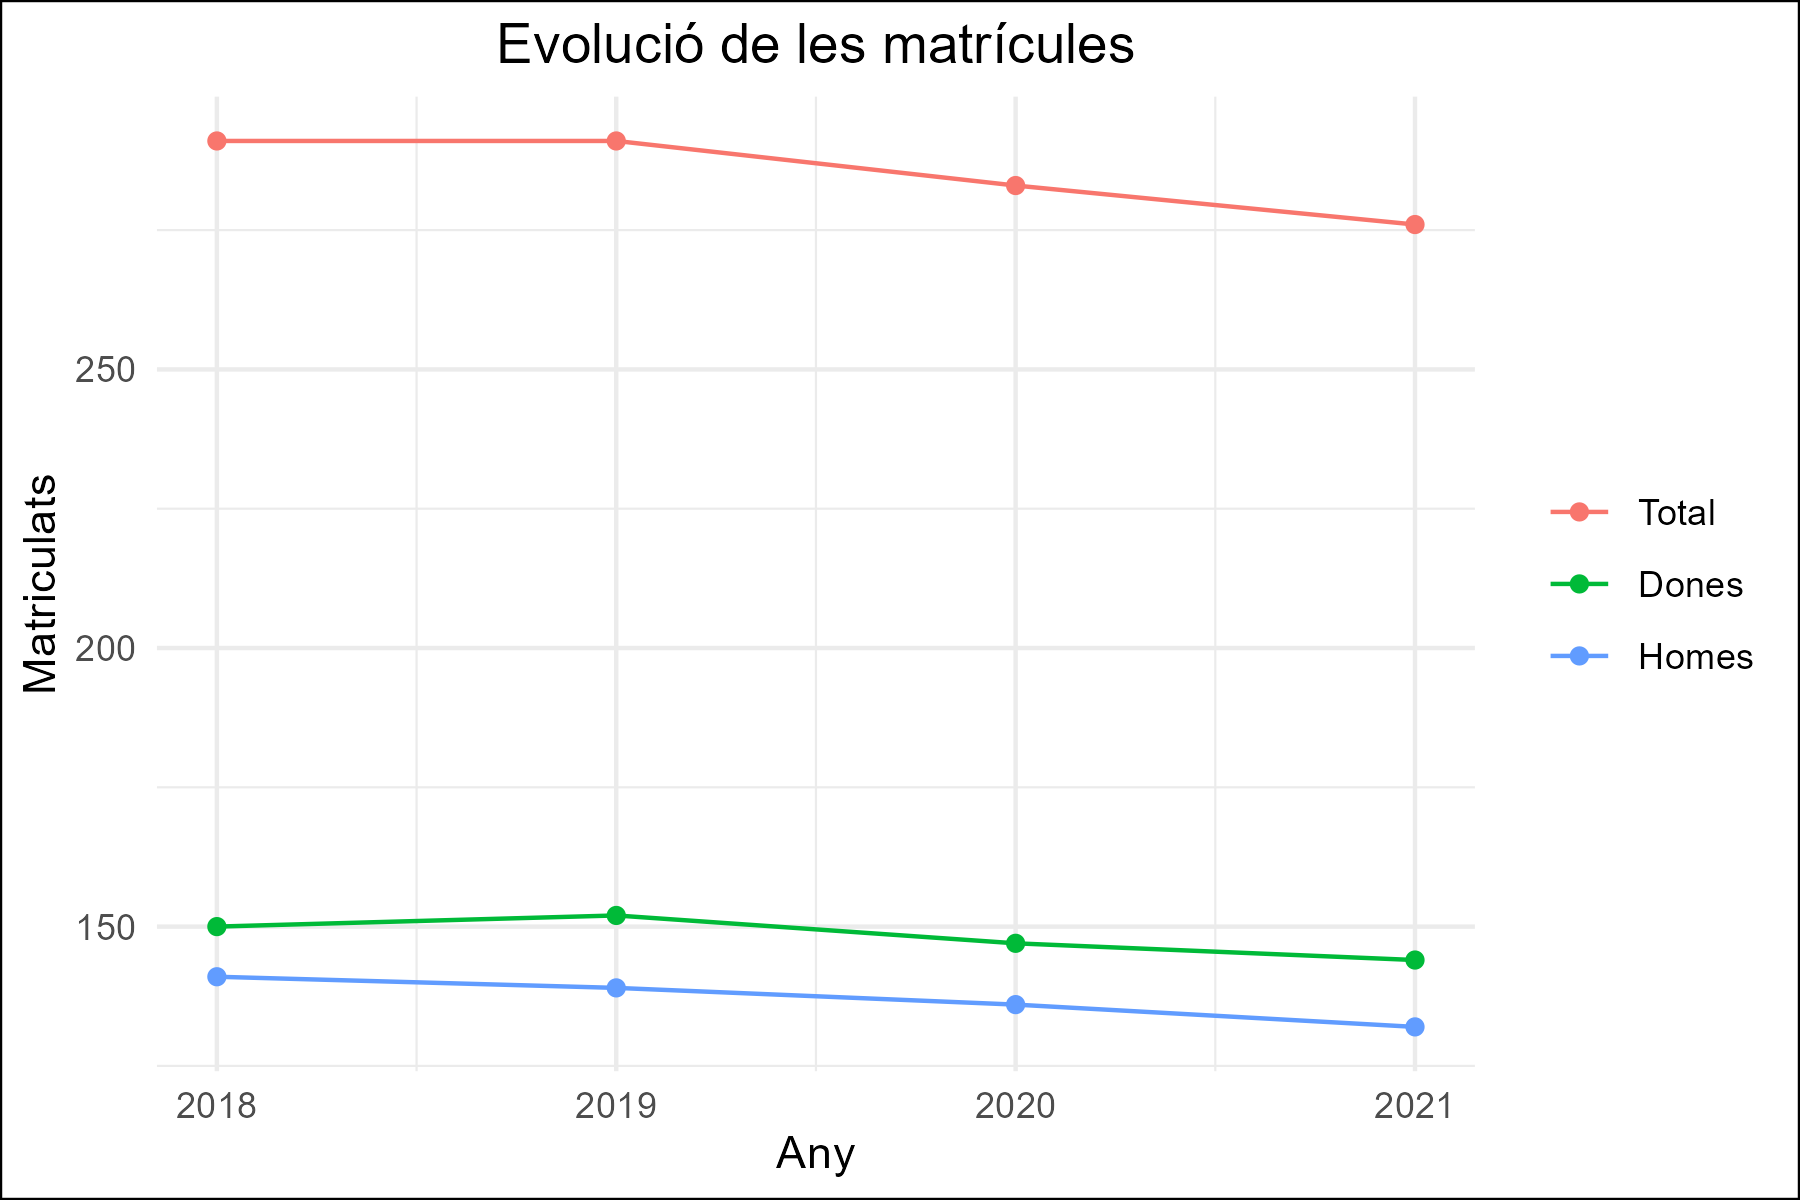 Evolució de les matrícules
Matriculats
250
200
150
2018
2019
2020
2021
Any
Total
Dones
Homes